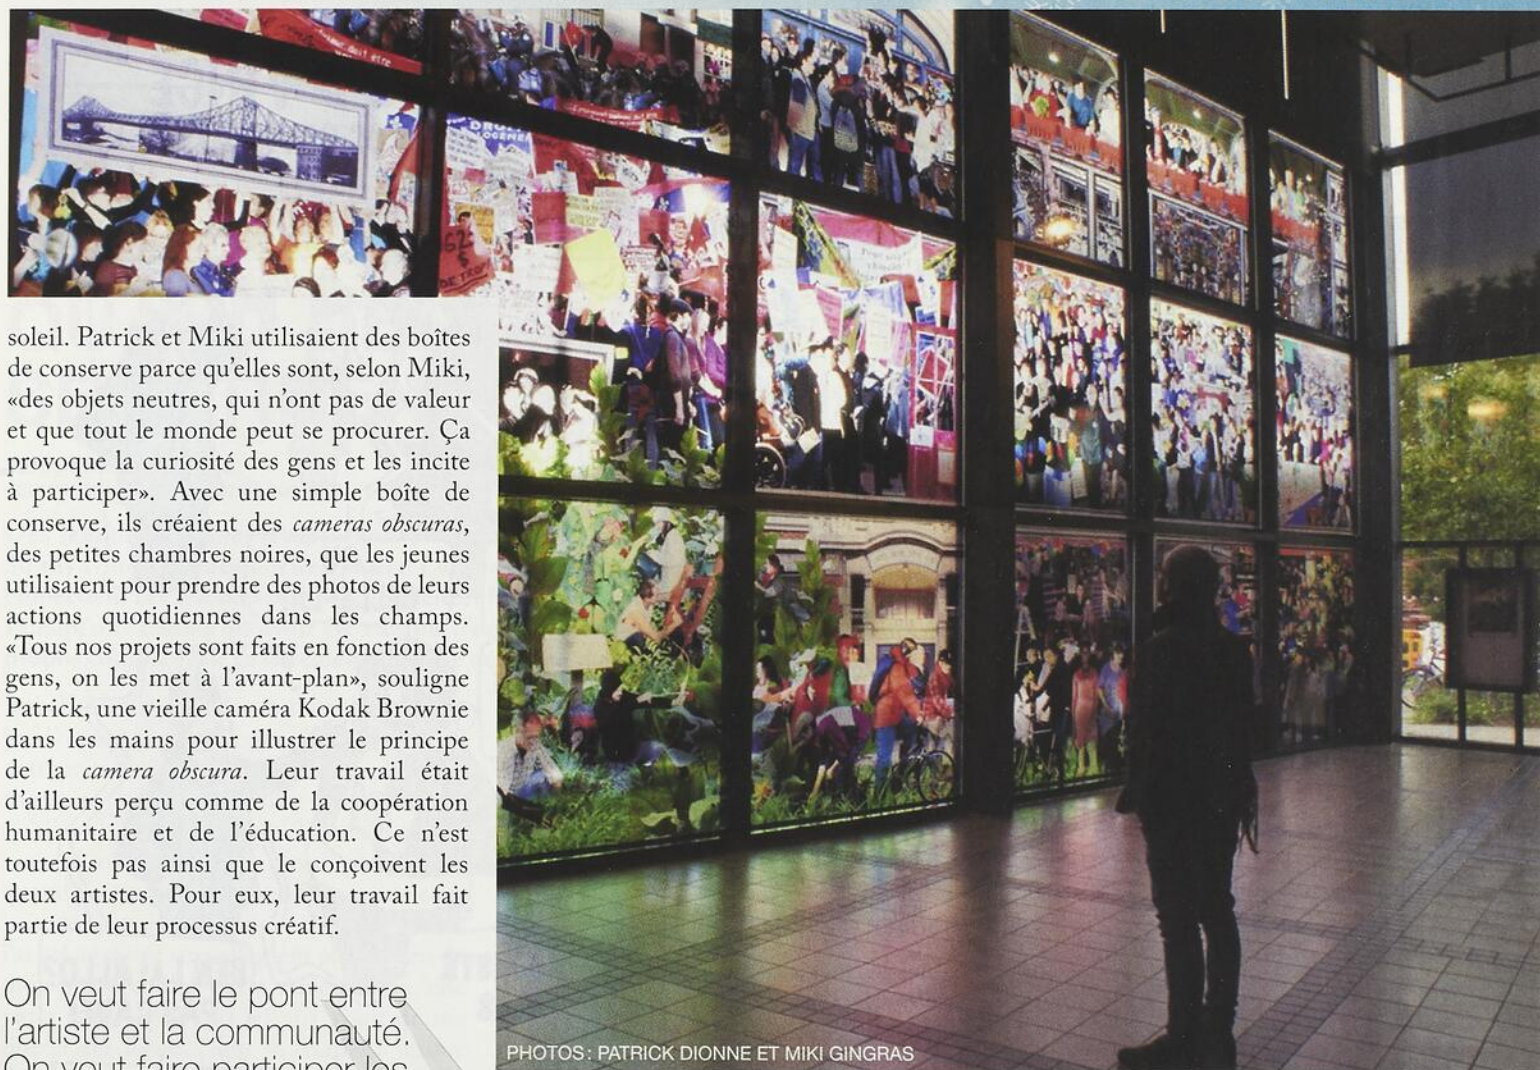 DROIT
LOGEME
soleil. Patrick et Miki utilisaient des boîtes
de conserve parce qu'elles sont, selon Miki,
«des objets neutres, qui n'ont pas de valeur
et que tout le monde peut se procurer. Ça
provoque la curiosité des gens et les incite
à participer». Avec une simple boîte de
conserve, ils créaient des cameras obscuras,
des petites chambres noires, que les jeunes
utilisaient pour prendre des photos de leurs
actions quotidiennes dans les champs.
«Tous nos projets sont faits en fonction des
gens, on les met à l'avant-plan», souligne
Patrick, une vieille caméra Kodak Brownie
dans les mains pour illustrer le principe
de la camera obscura. Leur travail était
d'ailleurs perçu comme de la coopération
humanitaire et de l'éducation. Ce n'est
toutefois pas ainsi que le conçoivent les
deux artistes. Pour eux, leur travail fait
partie de leur processus créatif.
On veut faire le pont entre
l'artiste et la communauté.
On veut faire participer les
PHOTOS: PATRICK DIONNE ET MIKI GINGRAS